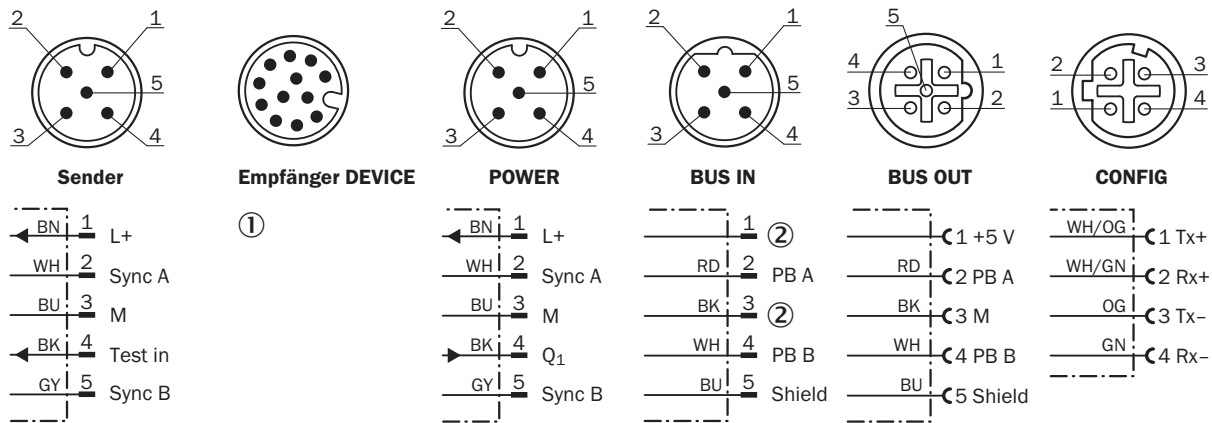 2 1
5
3 4
Sender
BN 1 L+
WH 2 Sync A
BU 3 M
BK 4 Test in
GY 5 Sync B
Empfänger DEVICE
①
2 1
5
3 4
POWER
BN 1 L+
WH 2 Sync A
BU 3 M
BK 4 Q1
GY 5 Sync B
2 1
5
3 4
BUS IN
1 ②
RD 2 PB A
BK 3 ②
WH 4 PB B
BU 5 Shield
5
4 1
3 2
BUS OUT
1 +5 V
RD 2 PB A
BK 3 M
WH 4 PB B
BU 5 Shield
2 3
1 4
CONFIG
WH/OG 1 Tx+
WH/GN 2 Rx+
OG 3 Tx–
GN 4 Rx–